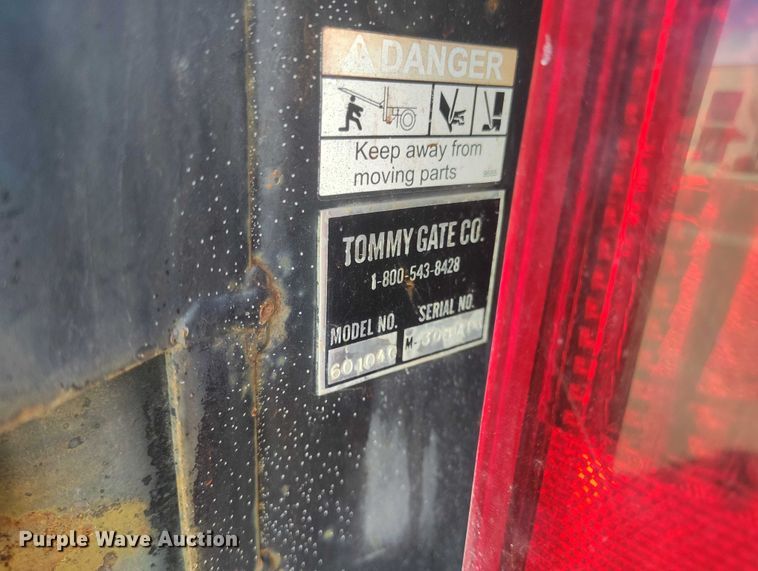 DANGER
Keep away from
moving parts
TOMMY GATE CO.
1-800-543-8428
MODEL NO. SERIAL NO.
Purple Wave Auction